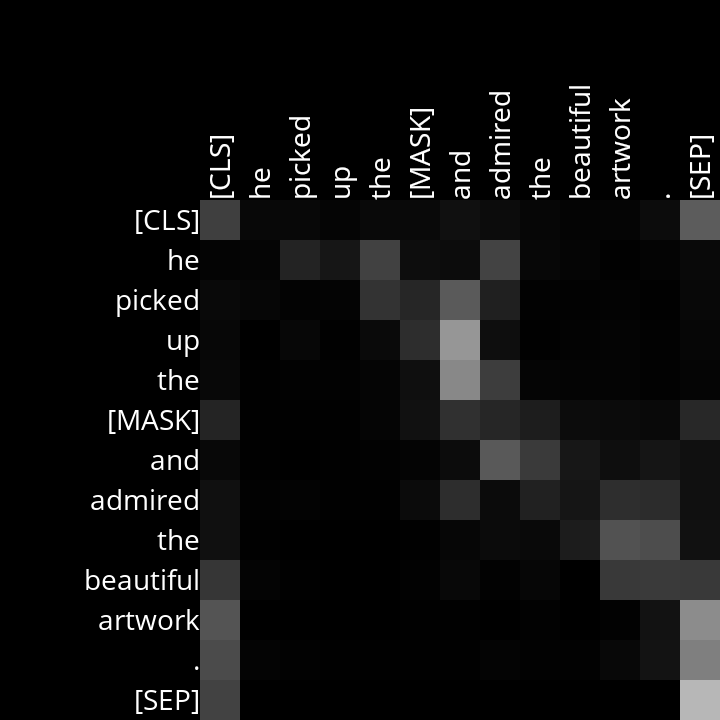 [CLS]
he
picked
up
the
[MASK]
and
admired
the
beautiful
artwork
.
[SEP]
[CLS]
he
picked
up
the
[MASK]
and
admired
the
beautiful
artwork
.
[SEP]